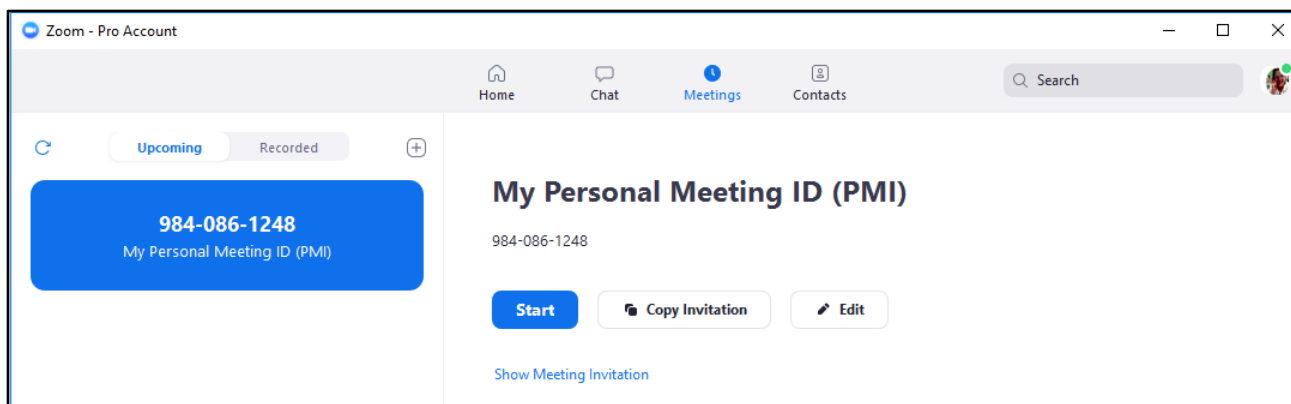 Zoom - Pro Account
Home Chat Meetings Contacts
Search
Upcoming Recorded
984-086-1248
My Personal Meeting ID (PMI)
My Personal Meeting ID (PMI)
984-086-1248
Start Copy Invitation Edit
Show Meeting Invitation